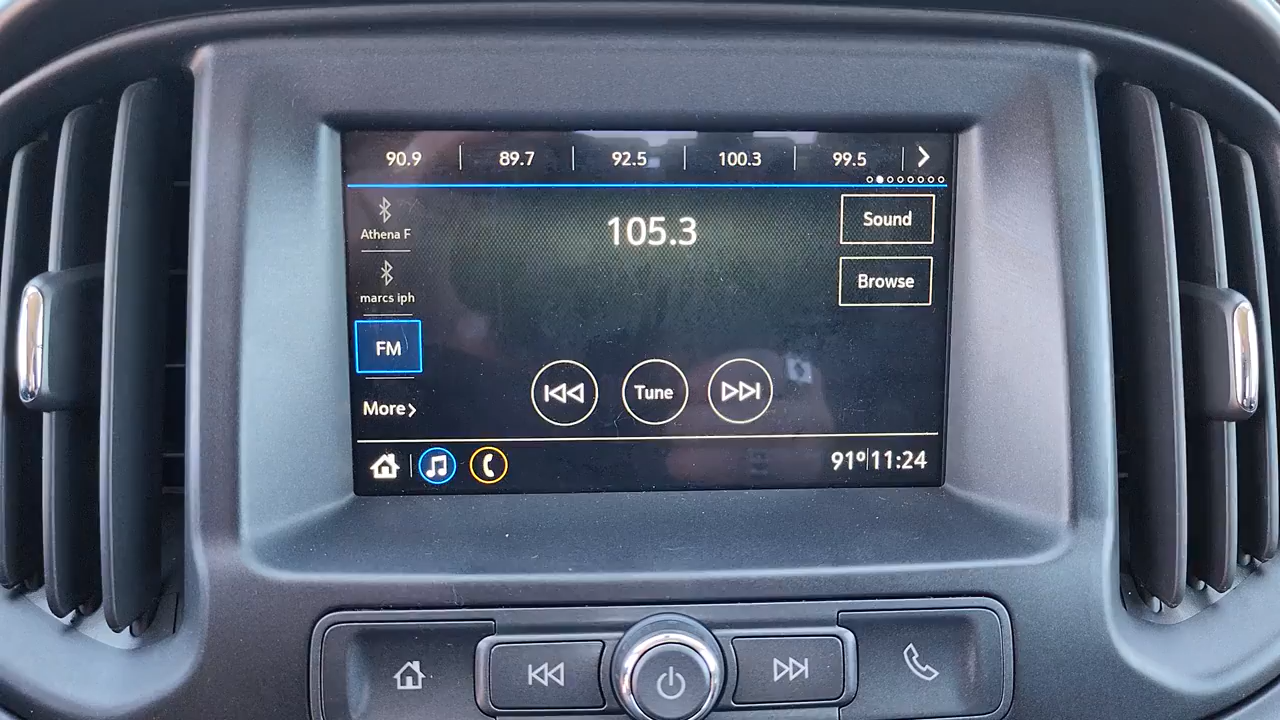 90.9 89.7 92.5 100.3 99.5
105.3
Sound
Athena F
Browse
marcs iph
FM
Tune
More
91°
11:24